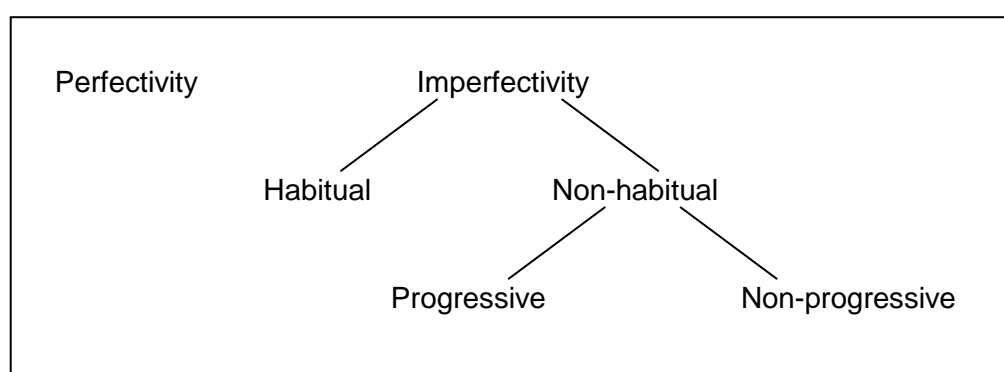 Perfectivity Imperfectivity
Habitual Non-habitual
Progressive Non-progressive